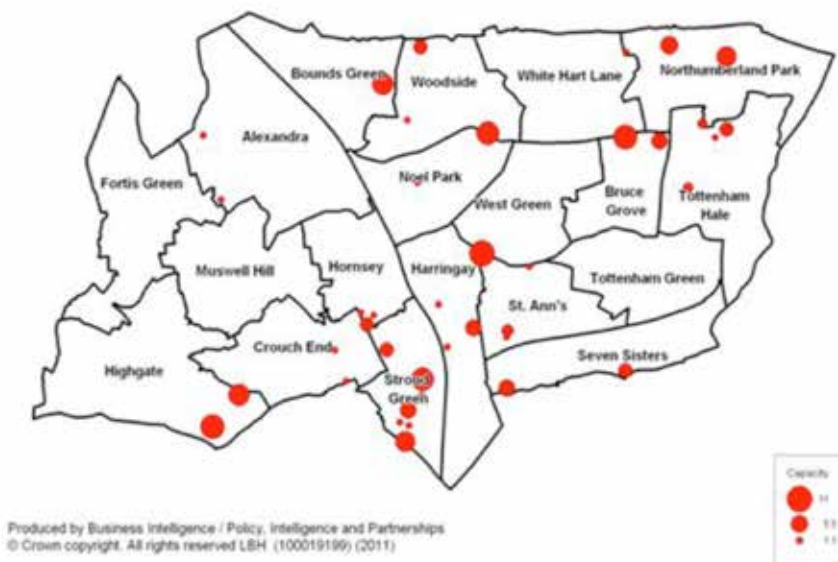 Bounds Green
Woodside
White Hart Lane
Northumberland Park
Alexandra
Fortis Green
Noel Park
West Green
Bruce
Grove
Tottenham
Hale
Muswell Hill
Hornsey
Harringay
Tottenham Green
St. Ann's
Highgate
Crouch End
Seven Sisters
Stroud
Green
Capacity
Produced by Business Intelligence / Policy, Intelligence and Partnerships
© Crown copyright. All rights reserved LBH (100019199) (2011)